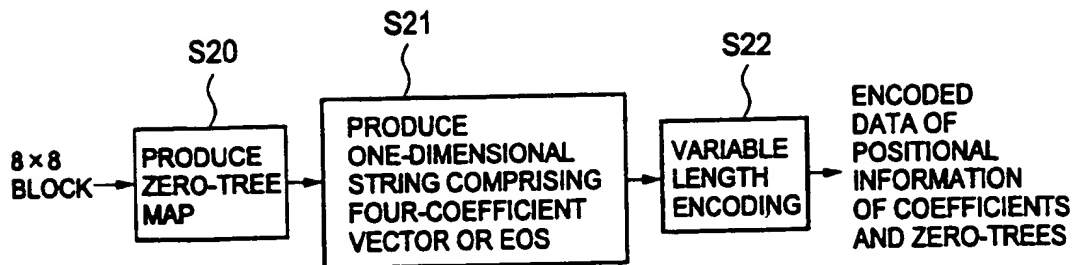 S20
S21
S22
8×8
BLOCK
PRODUCE
ZERO-TREE
MAP
PRODUCE
ONE-DIMENSIONAL
STRING COMPRISING
FOUR-COEFFICIENT
VECTOR OR EOS
VARIABLE
LENGTH
ENCODING
ENCODED
DATA OF
POSITIONAL
INFORMATION
OF COEFFICIENTS
AND ZERO-TREES